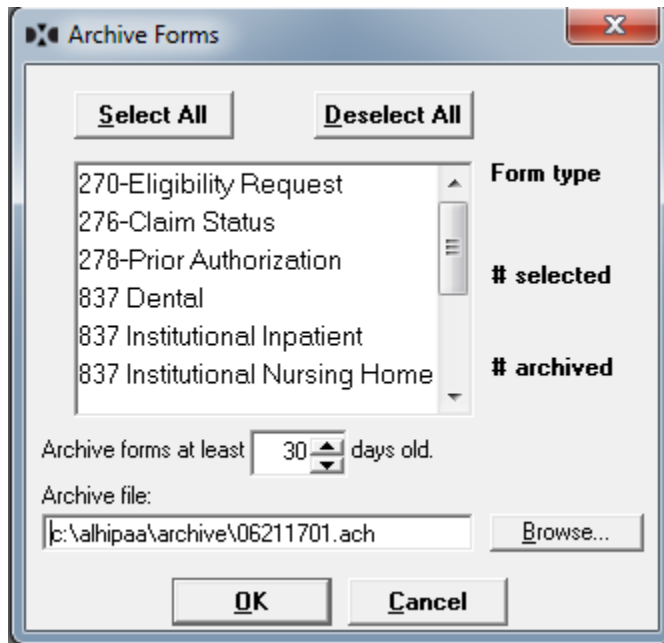 Archive Forms
Select All Deselect All
270-Eligibility Request
276-Claim Status
278-Prior Authorization
837 Dental
837 Institutional Inpatient
837 Institutional Nursing Home
Form type
# selected
# archived
Archive forms at least 30 days old.
Archive file:
c:\alhipaa\archive\06211701.ach Browse...
OK Cancel